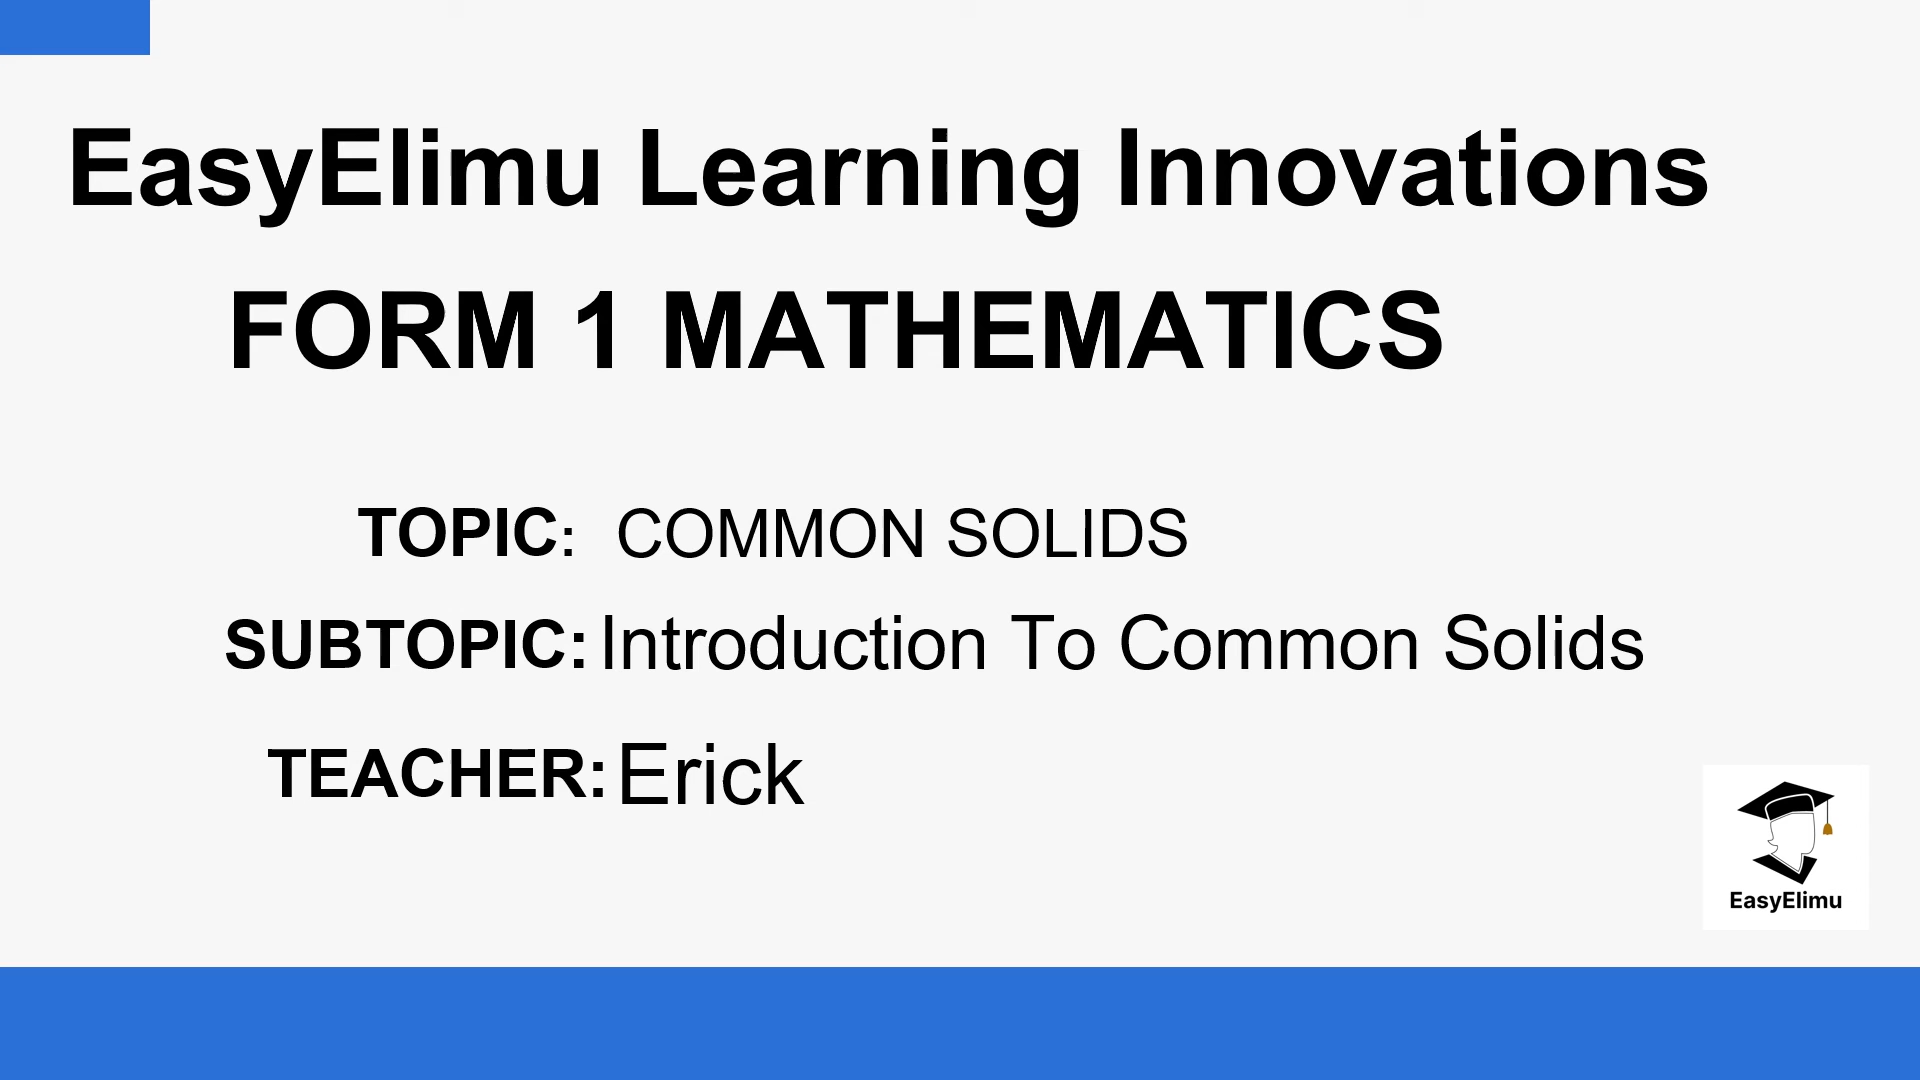 EasyElimu Learning Innovations
FORM 1 MATHEMATICS
TOPIC: COMMON SOLIDS
SUBTOPIC: Introduction To Common Solids
TEACHER: Erick
EasyElimu